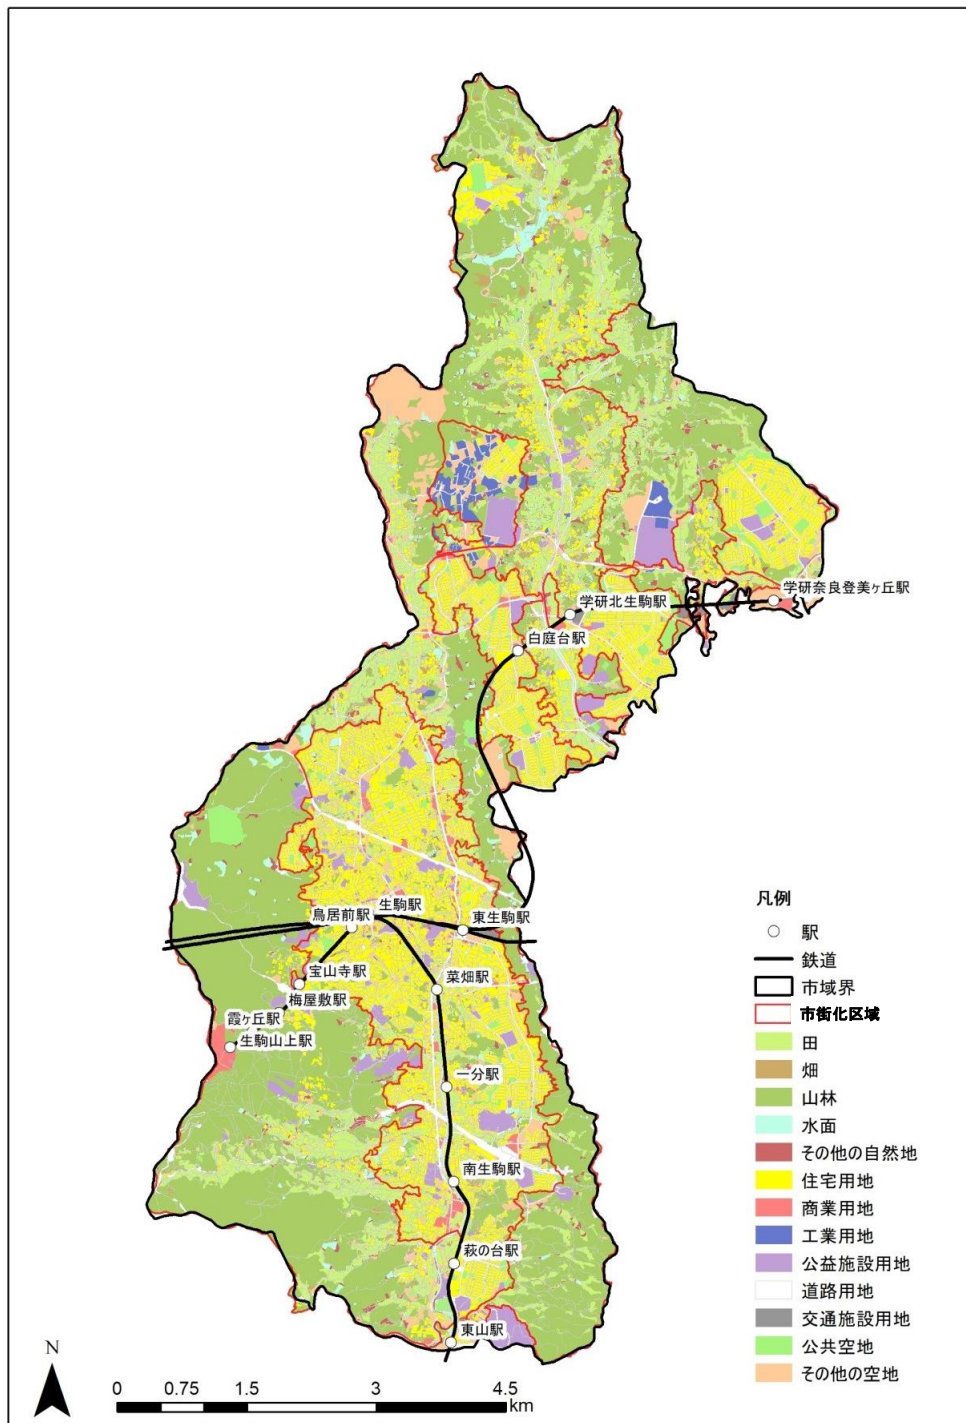 学研奈良登美ヶ丘駅
学研北生駒駅
白庭台駅
生駒駅
鳥居前駅
東生駒駅
宝山寺駅
菜畑駅
梅屋敷駅
霞ヶ丘駅
生駒山上駅
一分駅
南生駒駅
萩の台駅
東山駅
凡例
駅
鉄道
市域界
市街化区域
田
畑
山林
水面
その他の自然地
住宅用地
商業用地
工業用地
公益施設用地
道路用地
交通施設用地
公共空地
その他の空地
N
0 0.75 1.5 3 4.5
km